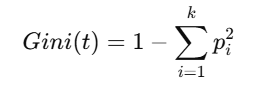 Gini(t) = 1 − ∑_{i=1}^{k} p_i^2